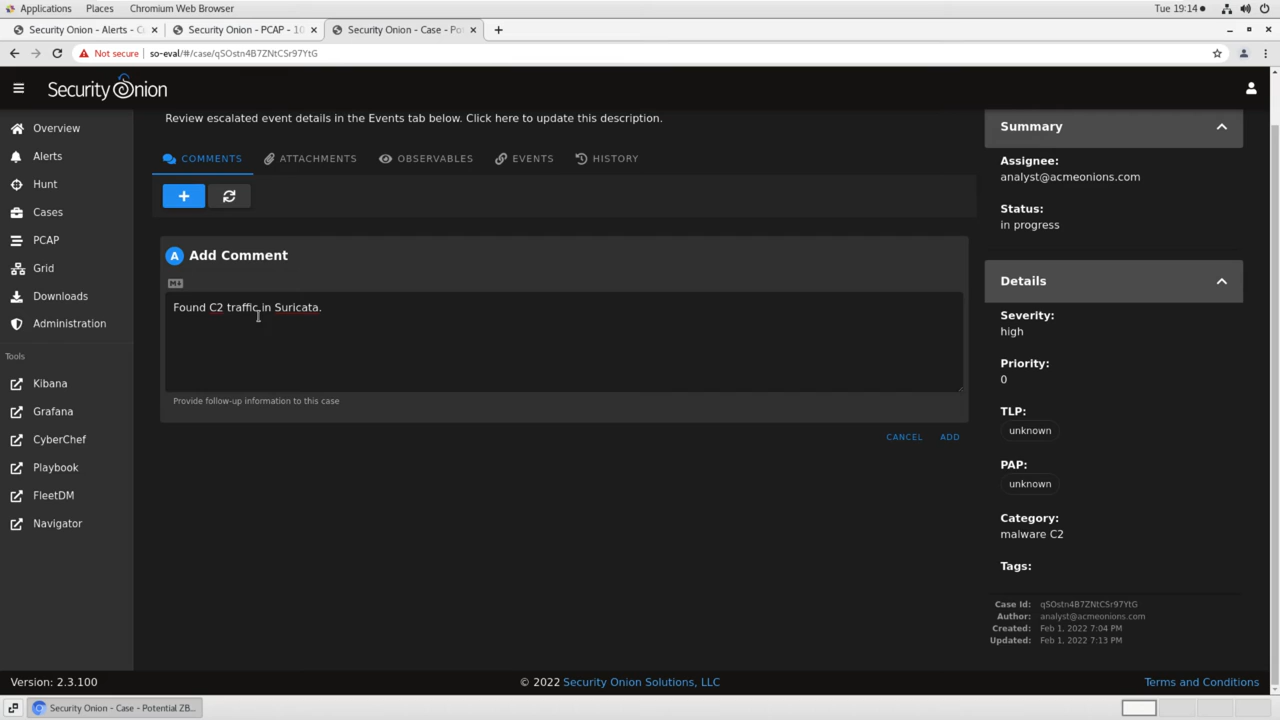 Applications Places Chromium Web Browser Tue 19:14
Security Onion - Alerts - C Security Onion - PCAP - 10 Security Onion - Case - Po
Not secure so-eval/#/case/qSOstn4B7ZNtCSr97YtG
Security Onion
Overview
Alerts
Hunt
Cases
PCAP
Grid
Downloads
Administration
Tools
Kibana
Grafana
CyberChef
Playbook
FleetDM
Navigator
Review escalated event details in the Events tab below. Click here to update this description.
COMMENTS ATTACHMENTS OBSERVABLES EVENTS HISTORY
A Add Comment
Found C2 traffic in Suricata.
Provide follow-up information to this case
CANCEL ADD
Summary
Assignee:
analyst@acmeonions.com
Status:
in progress
Details
Severity:
high
Priority:
0
TLP:
unknown
PAP:
unknown
Category:
malware C2
Tags:
Case Id: qSOstn4B7ZNtCSr97YtG
Author: analyst@acmeonions.com
Created: Feb 1, 2022 7:04 PM
Updated: Feb 1, 2022 7:13 PM
Version: 2.3.100 © 2022 Security Onion Solutions, LLC Terms and Conditions
Security Onion - Case - Potential ZB...